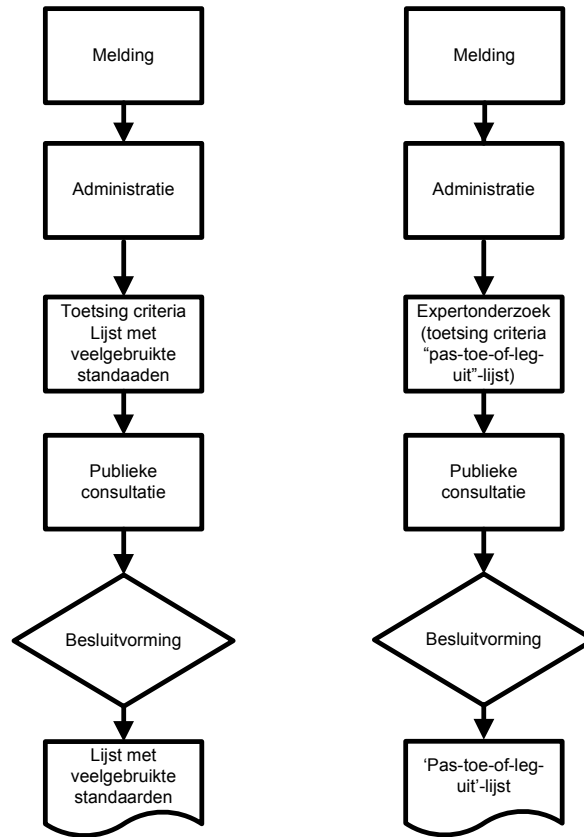 Melding
Administratie
Toetsing criteria
Lijst met
veelgebruikte
standaaden
Publieke
consultatie
Besluitvorming
Lijst met
veelgebruikte
standaarden
Melding
Administratie
Expertonderzoek
(toetsing criteria
“pas-toe-of-leg-
uit”-lijst)
Publieke
consultatie
Besluitvorming
‘Pas-toe-of-leg-
uit’-lijst